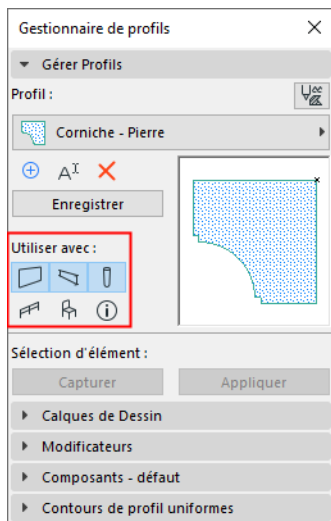 Gestionnaire de profils
Gérer Profils
Profil :
Corniche - Pierre
Enregistrer
Utiliser avec :
Sélection d'élément :
Capturer
Appliquer
Calques de Dessin
Modificateurs
Composants - défaut
Contours de profil uniformes